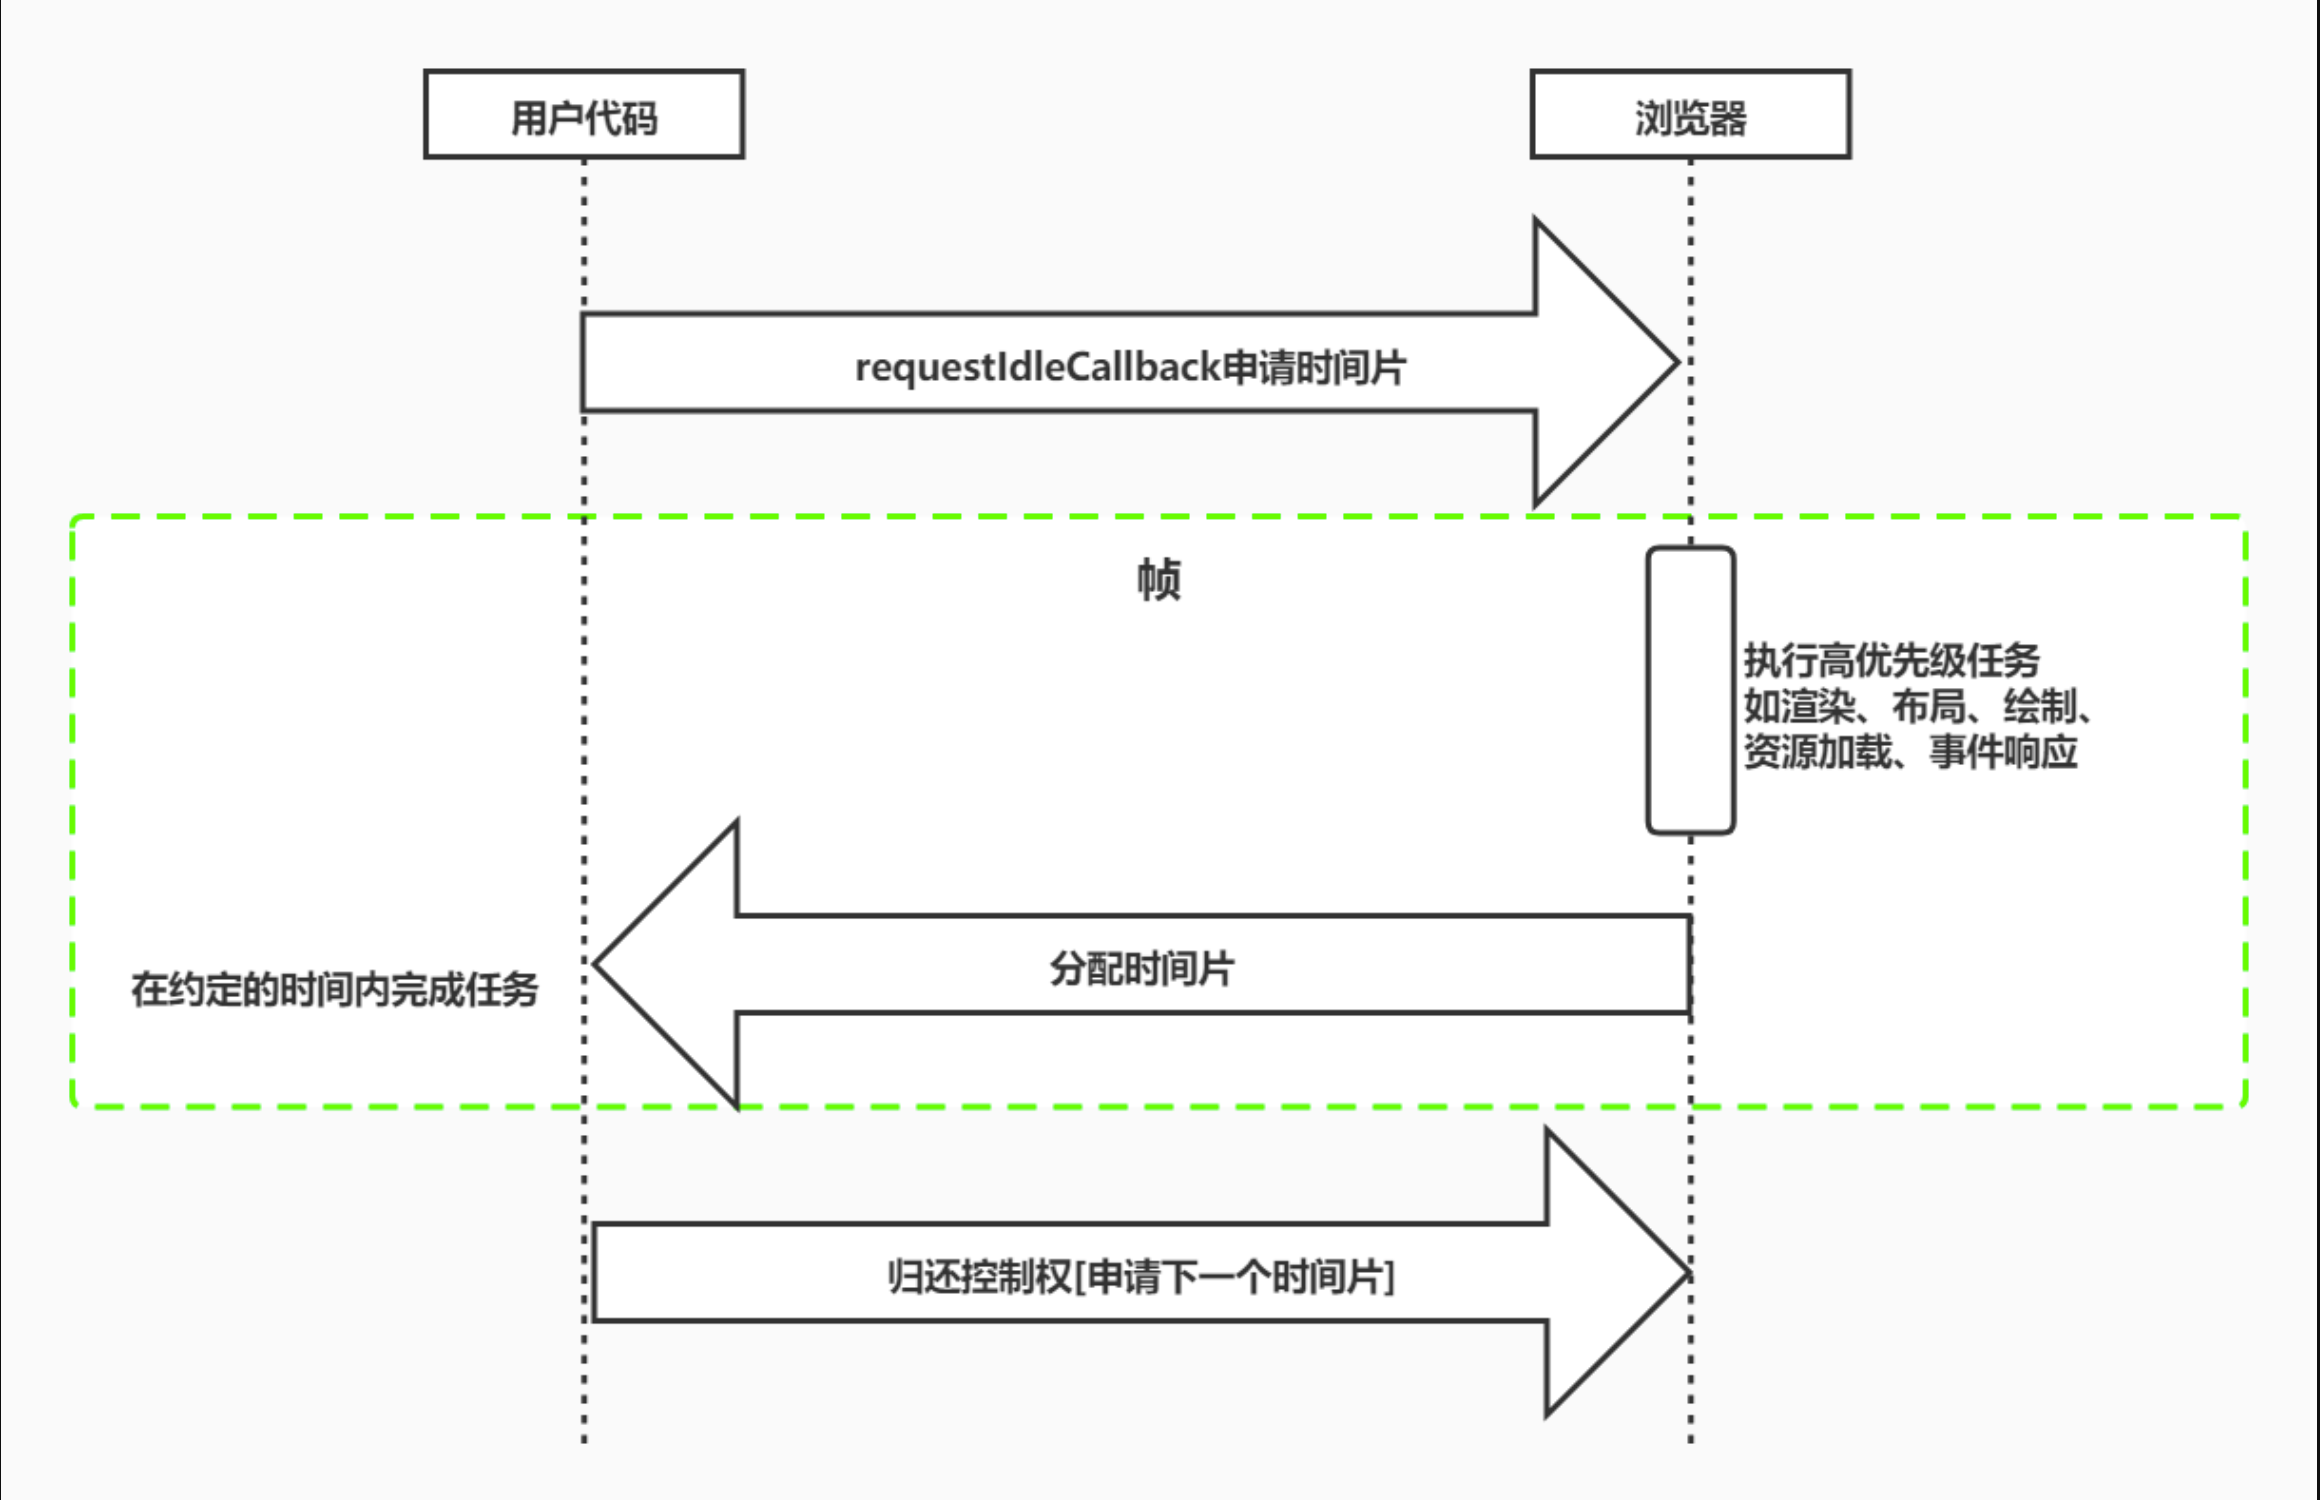 用户代码
浏览器
requestIdleCallback申请时间片
帧
执行高优先级任务
如渲染、布局、绘制、
资源加载、事件响应
分配时间片
在约定的时间内完成任务
归还控制权[申请下一个时间片]